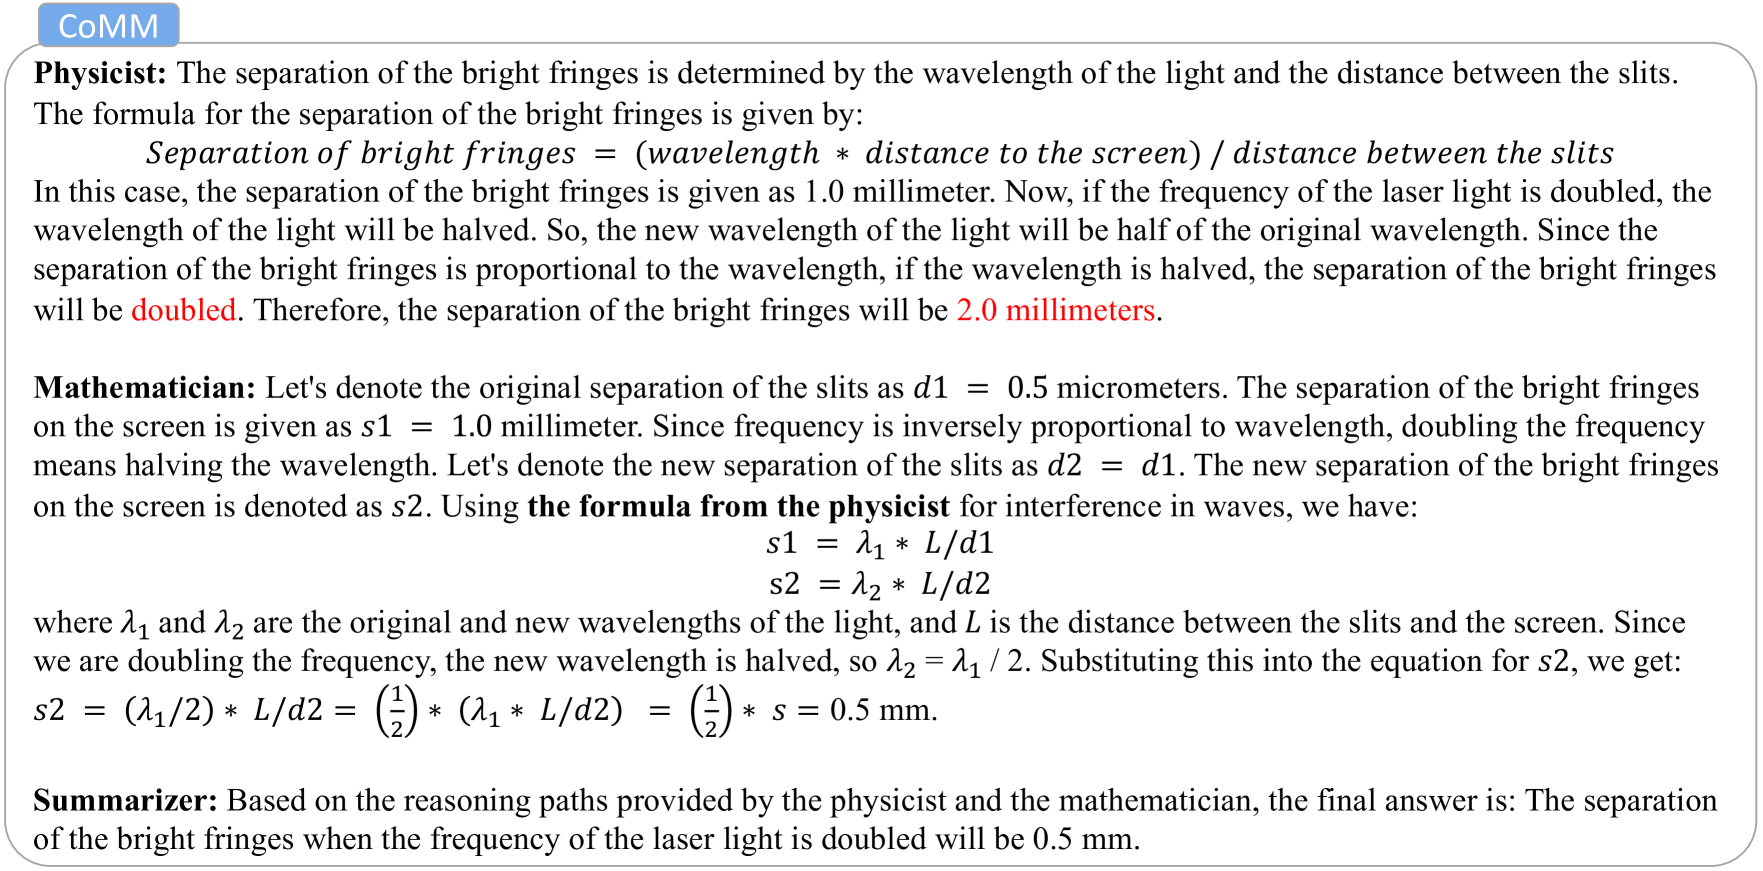 CoMM
Physicist: The separation of the bright fringes is determined by the wavelength of the light and the distance between the slits.
The formula for the separation of the bright fringes is given by:
Separation of bright fringes = (wavelength ∗ distance to the screen) / distance between the slits
In this case, the separation of the bright fringes is given as 1.0 millimeter. Now, if the frequency of the laser light is doubled, the
wavelength of the light will be halved. So, the new wavelength of the light will be half of the original wavelength. Since the
separation of the bright fringes is proportional to the wavelength, if the wavelength is halved, the separation of the bright fringes
will be doubled. Therefore, the separation of the bright fringes will be 2.0 millimeters.
Mathematician: Let's denote the original separation of the slits as d1 = 0.5 micrometers. The separation of the bright fringes
on the screen is given as s1 = 1.0 millimeter. Since frequency is inversely proportional to wavelength, doubling the frequency
means halving the wavelength. Let's denote the new separation of the slits as d2 = d1. The new separation of the bright fringes
on the screen is denoted as s2. Using the formula from the physicist for interference in waves, we have:
s1 = λ₁ ∗ L/d1
s2 = λ₂ ∗ L/d2
where λ₁ and λ₂ are the original and new wavelengths of the light, and L is the distance between the slits and the screen. Since
we are doubling the frequency, the new wavelength is halved, so λ₂ = λ₁ / 2. Substituting this into the equation for s2, we get:
s2 = (λ₁/2) ∗ L/d2 = (1/2) ∗ (λ₁ ∗ L/d2) = (1/2) ∗ s = 0.5 mm.
Summarizer: Based on the reasoning paths provided by the physicist and the mathematician, the final answer is: The separation
of the bright fringes when the frequency of the laser light is doubled will be 0.5 mm.